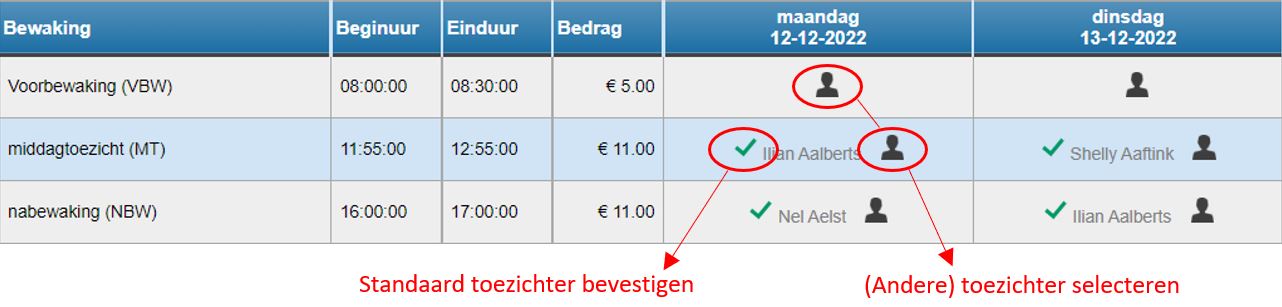 Bewaking Beginuur Einduur Bedrag maandag dinsdag
12-12-2022 13-12-2022
Voorbewaking (VBW) 08:00:00 08:30:00 € 5.00
middagtoezicht (MT) 11:55:00 12:55:00 € 11.00 Ilian Aalberts Shelly Aaftink
nabewaking (NBW) 16:00:00 17:00:00 € 11.00 Nel Aelst Ilian Aalberts
Standaard toezichter bevestigen (Andere) toezichter selecteren